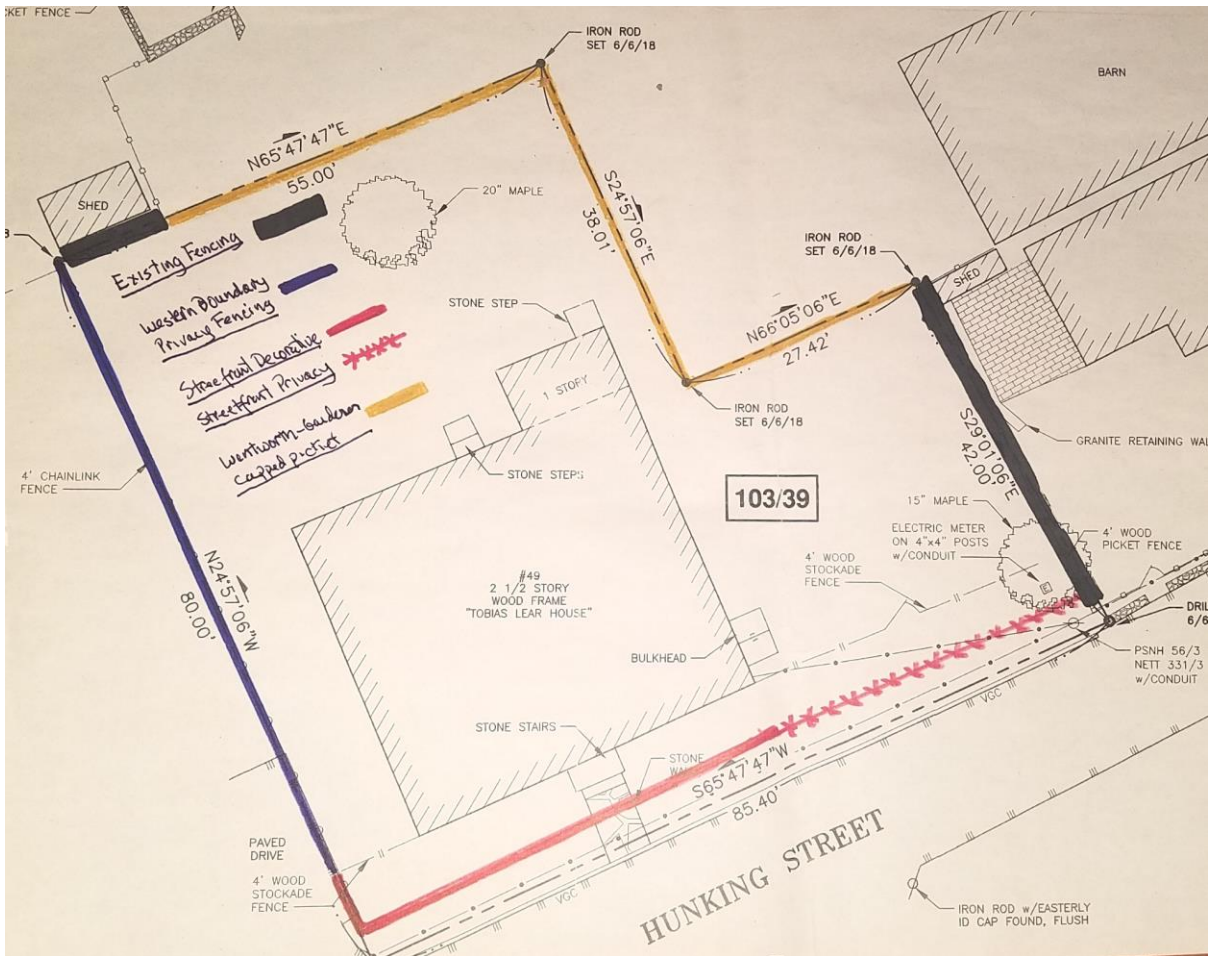 CKET FENCE
IRON ROD
SET 6/6/18
BARN
N65°47'47"E
55.00'
SHED
20" MAPLE
S24°57'06"E
38.01'
Existing Fencing
Western Boundary
Privacy Fencing
Streetfront Decorative
Streetfront Privacy
Wentworth-Gardener
capped picket
STONE STEP
1 STORY
STONE STEPS
IRON ROD
SET 6/6/18
SHED
N66°05'06"E
27.42'
IRON ROD
SET 6/6/18
S29°01'06"E
42.00'
GRANITE RETAINING WAL
4' CHAINLINK
FENCE
103/39
15" MAPLE
ELECTRIC METER
ON 4"x4" POSTS
w/CONDUIT
4' WOOD
PICKET FENCE
4' WOOD
STOCKADE
FENCE
E
N24°57'06"W
80.00'
#49
2 1/2 STORY
WOOD FRAME
"TOBIAS LEAR HOUSE"
BULKHEAD
DRIL
6/6
PSNH 56/3
NETT 331/3
w/CONDUIT
VGC
STONE STAIRS
STONE
WA
S65°47'47"W
85.40'
PAVED
DRIVE
4' WOOD
STOCKADE
FENCE
VGC
HUNKING STREET
IRON ROD w/EASTERLY
ID CAP FOUND, FLUSH